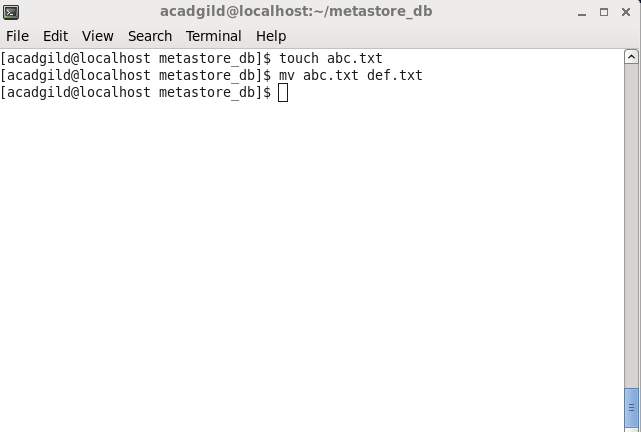 acadgild@localhost:~/metastore_db
File Edit View Search Terminal Help
[acadgild@localhost metastore_db]$ touch abc.txt
[acadgild@localhost metastore_db]$ mv abc.txt def.txt
[acadgild@localhost metastore_db]$